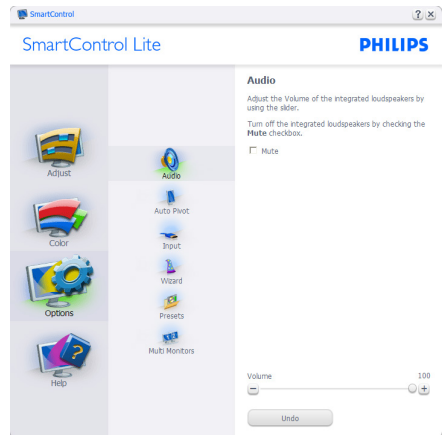 SmartControl
SmartControl Lite
PHILIPS
Adjust
Color
Options
Help
Audio
Auto Pivot
Input
Wizard
Presets
Multi Monitors
Audio
Adjust the Volume of the integrated loudspeakers by
using the slider.
Turn off the integrated loudspeakers by checking the
Mute checkbox.
Mute
Volume 100
Undo